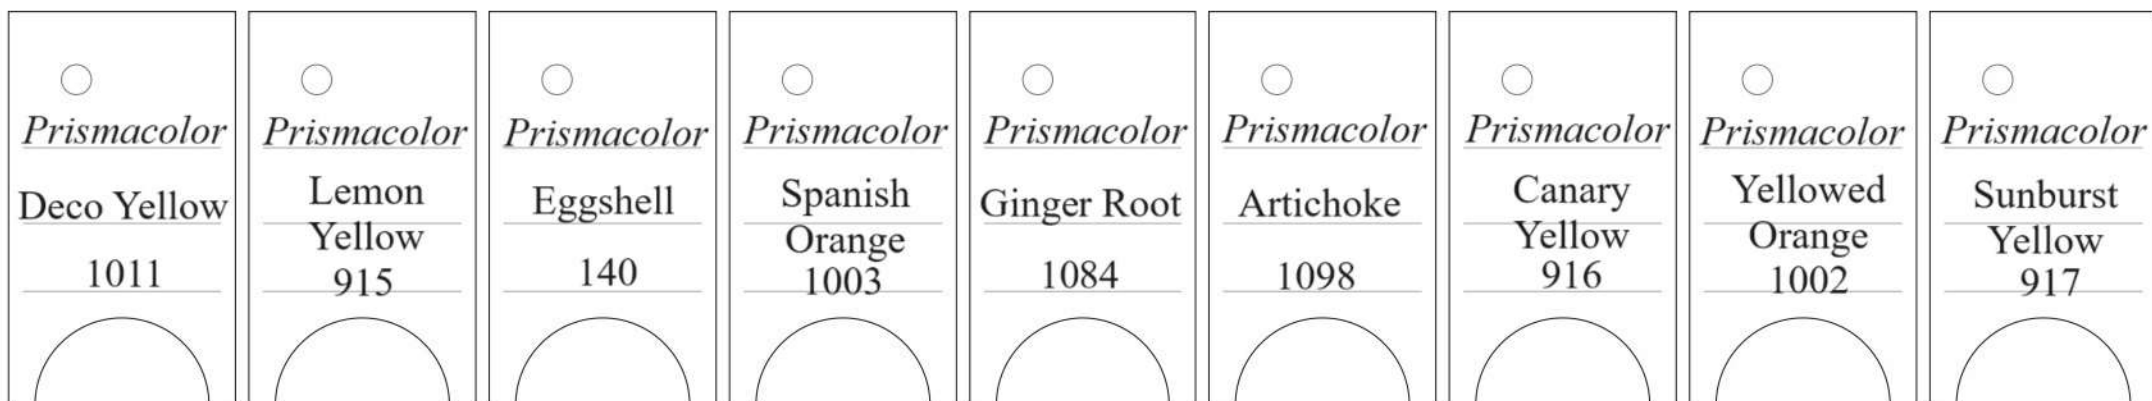 Prismacolor
Deco Yellow
1011
Prismacolor
Lemon
Yellow
915
Prismacolor
Eggshell
140
Prismacolor
Spanish
Orange
1003
Prismacolor
Ginger Root
1084
Prismacolor
Artichoke
1098
Prismacolor
Canary
Yellow
916
Prismacolor
Yellowed
Orange
1002
Prismacolor
Sunburst
Yellow
917